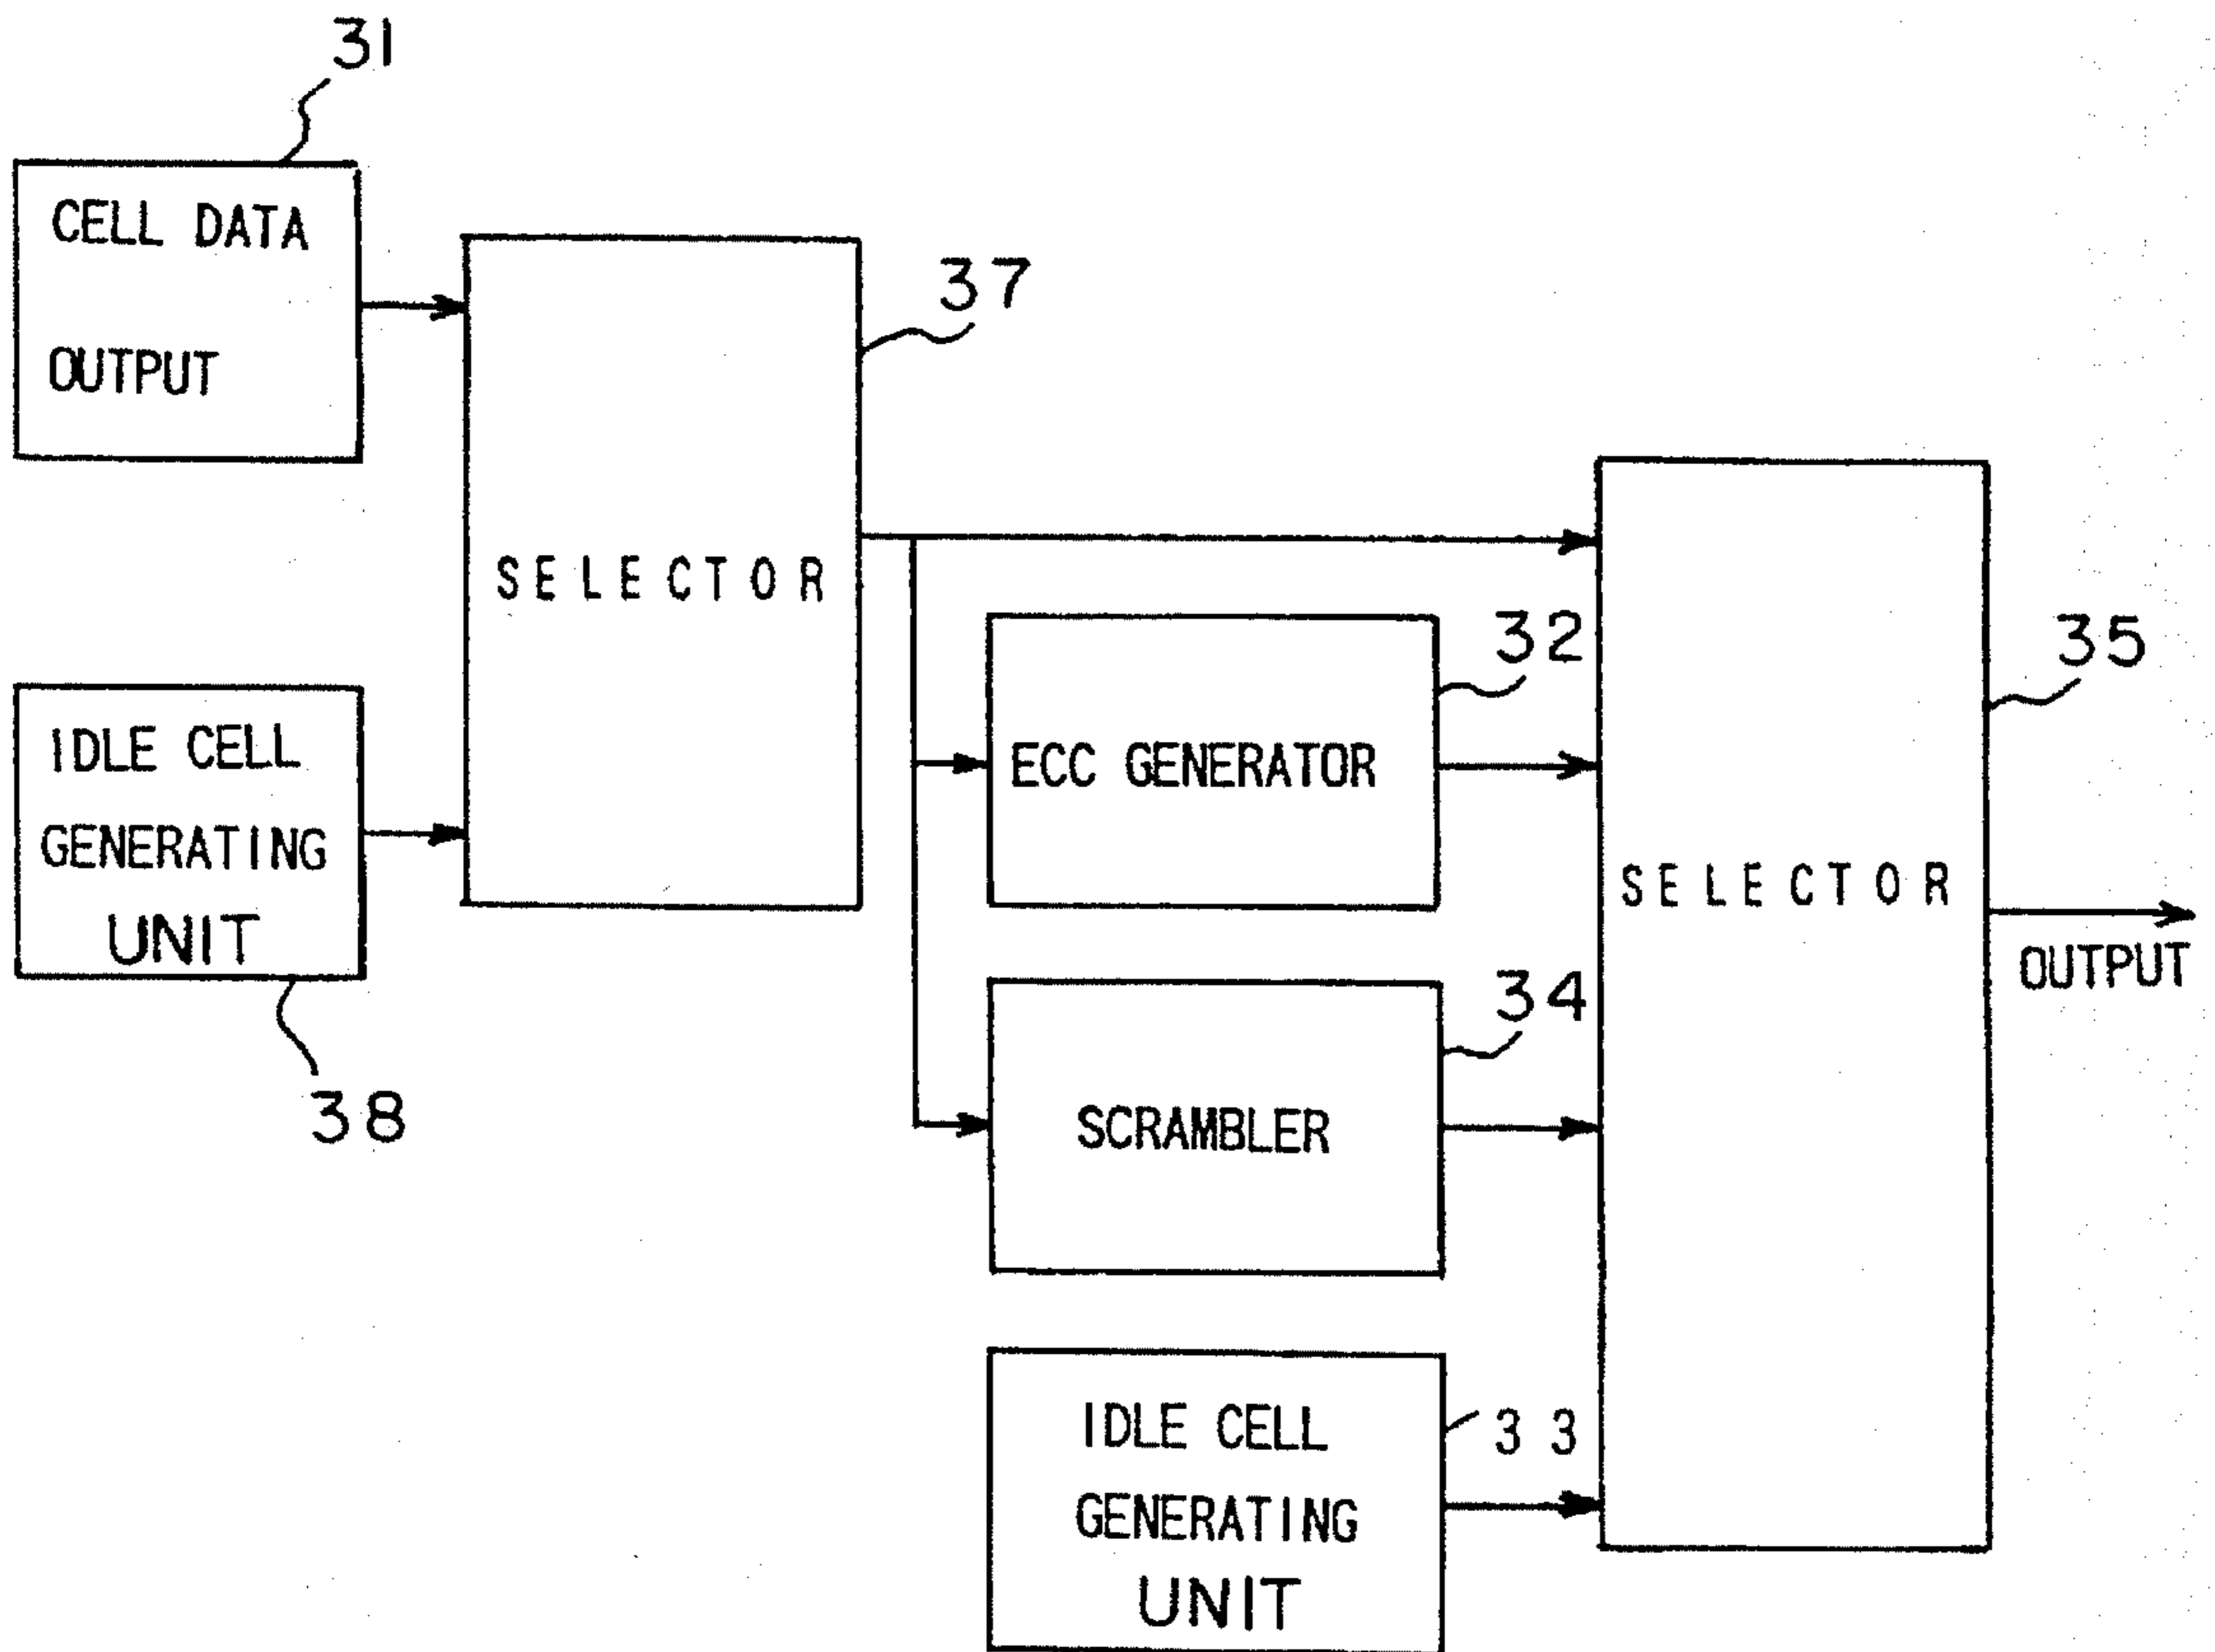 31
CELL DATA
OUTPUT
37
SELECTOR
32
35
IDLE CELL
GENERATING
UNIT
38
ECC GENERATOR
SELECTOR
OUTPUT
34
SCRAMBLER
IDLE CELL
GENERATING
UNIT
33